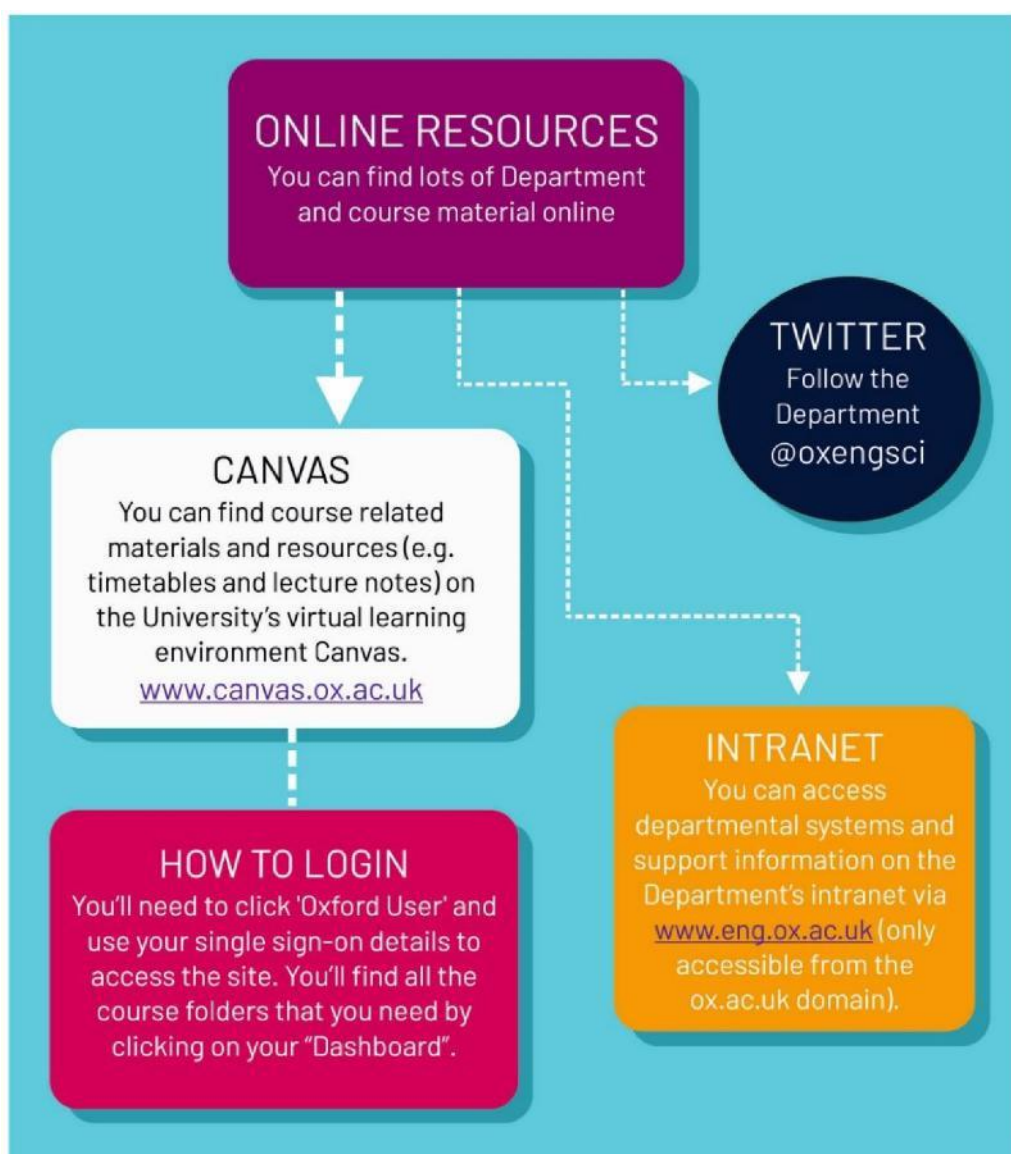 ONLINE RESOURCES
You can find lots of Department
and course material online
TWITTER
Follow the
Department
@oxengsci
CANVAS
You can find course related
materials and resources (e.g.
timetables and lecture notes) on
the University’s virtual learning
environment Canvas.
www.canvas.ox.ac.uk
HOW TO LOGIN
You’ll need to click 'Oxford User' and
use your single sign-on details to
access the site. You’ll find all the
course folders that you need by
clicking on your “Dashboard”.
INTRANET
You can access
departmental systems and
support information on the
Department’s intranet via
www.eng.ox.ac.uk (only
accessible from the
ox.ac.uk domain).